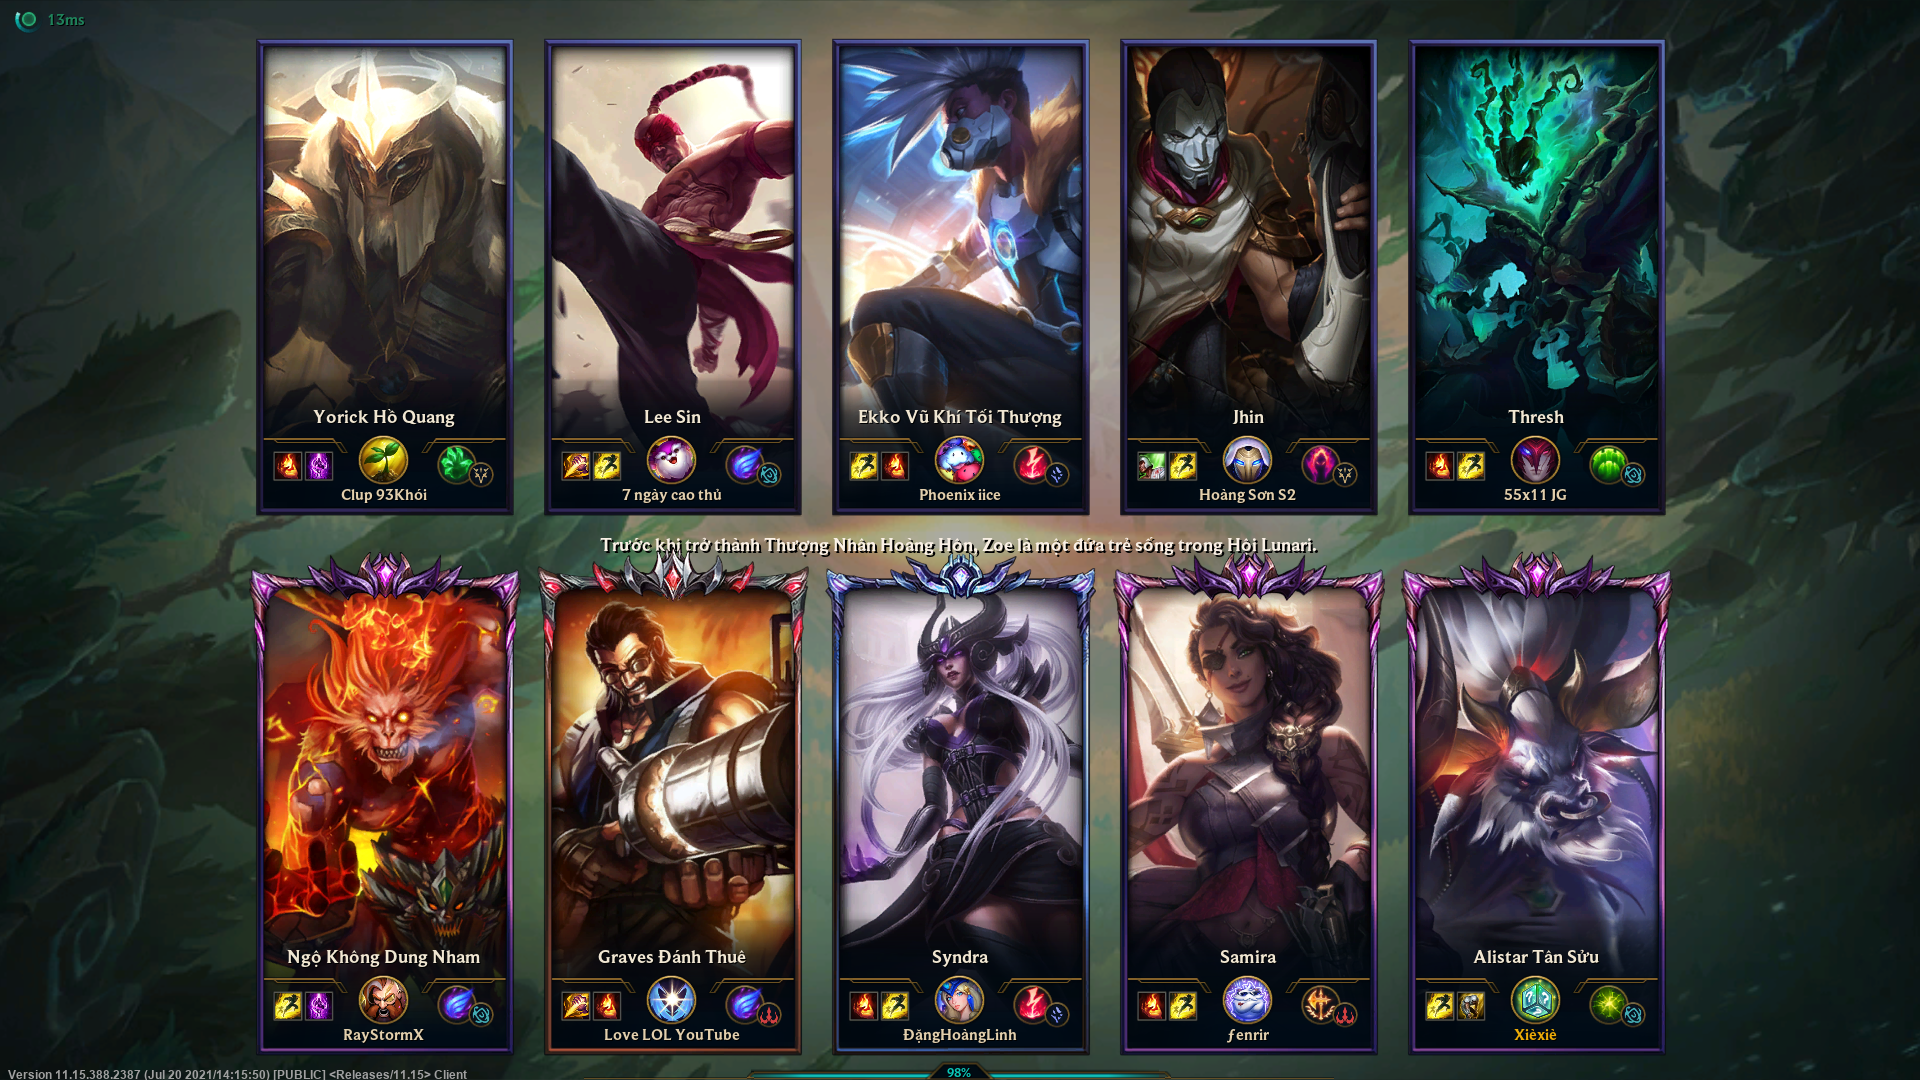 13ms
Yorick Hồ Quang
Lee Sin
Ekko Vũ Khí Tối Thượng
Jhin
Thresh
Clup 93Khói
7 ngày cao thủ
Phoenix iice
Hoàng Sơn S2
55x11 JG
Trước khi trở thành Thượng Nhân Hoàng Hôn, Zoe là một đứa trẻ sống trong Hội Lunari.
Ngộ Không Dung Nham
Graves Đánh Thuê
Syndra
Samira
Alistar Tân Sửu
RayStormX
Love LOL YouTube
ĐặngHoàngLinh
ƒenrir
Xièxiè
Version 11.15.388.2387 (Jul 20 2021/14:15:50) [PUBLIC] <Releases/11.15> Client
98%